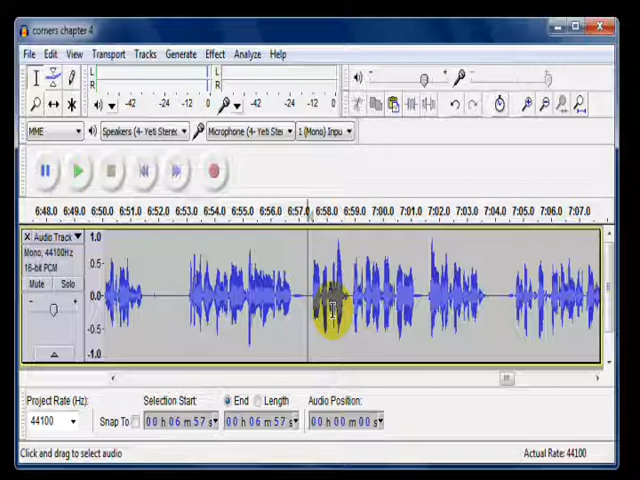 corners chapter 4
File Edit View Transport Tracks Generate Effect Analyze Help
L
R
-42 -24 -12 0
L
R
-42 -24 -12 0
MME Speakers (4- Yeti Stereo Microphone (4- Yeti Ste 1 (Mono) Inpu
6:48.0 6:49.0 6:50.0 6:51.0 6:52.0 6:53.0 6:54.0 6:55.0 6:56.0 6:57.0 6:58.0 6:59.0 7:00.0 7:01.0 7:02.0 7:03.0 7:04.0 7:05.0 7:06.0 7:07.0
X Audio Track 1.0
Mono, 44100Hz
16-bit PCM 0.5
Mute Solo
- + 0.0
-0.5
-1.0
Project Rate (Hz): Selection Start: End Length Audio Position:
44100 Snap To 00 h 06 m 57 s 00 h 06 m 57 s 00 h 00 m 00 s
Click and drag to select audio Actual Rate: 44100